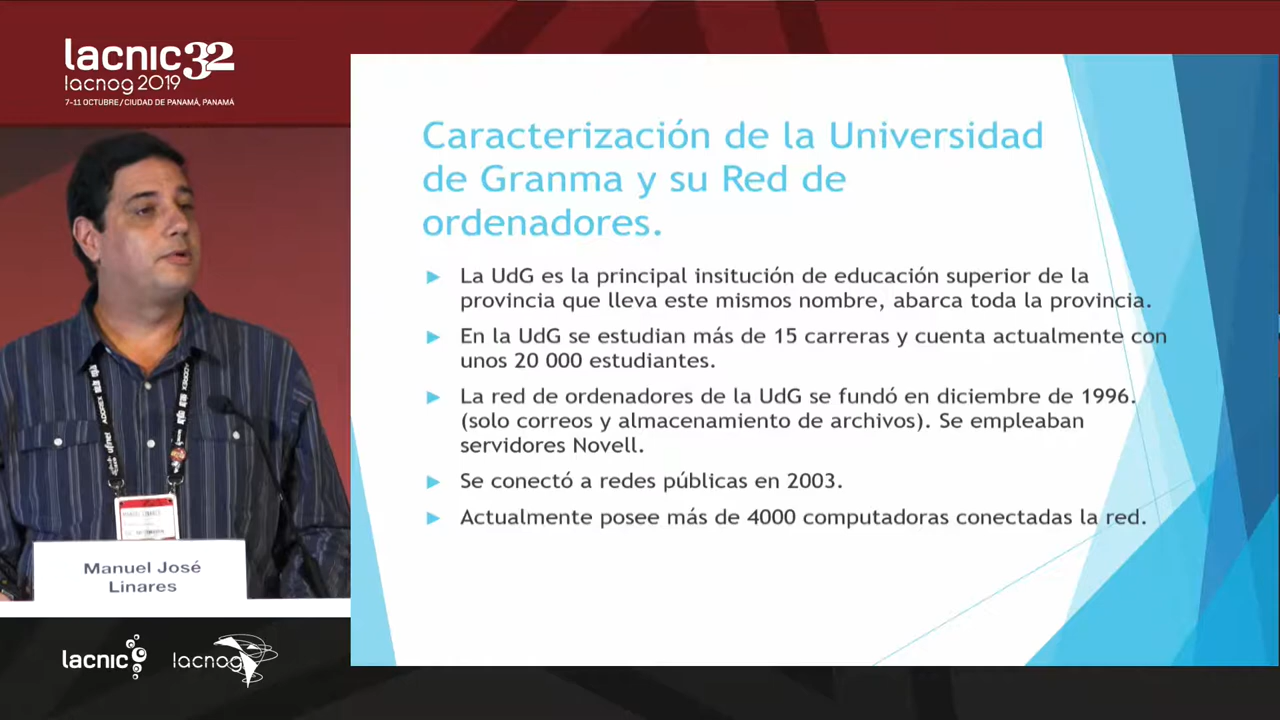 lacnic32
lacnog 2019
7-11 OCTUBRE / CIUDAD DE PANAMÁ, PANAMÁ
Caracterización de la Universidad
de Granma y su Red de
ordenadores.
La UdG es la principal insitución de educación superior de la
provincia que lleva este mismos nombre, abarca toda la provincia.
En la UdG se estudian más de 15 carreras y cuenta actualmente con
unos 20 000 estudiantes.
La red de ordenadores de la UdG se fundó en diciembre de 1996.
(solo correos y almacenamiento de archivos). Se empleaban
servidores Novell.
Se conectó a redes públicas en 2003.
Actualmente posee más de 4000 computadoras conectadas la red.
Manuel José
Linares
lacnic
lacnog